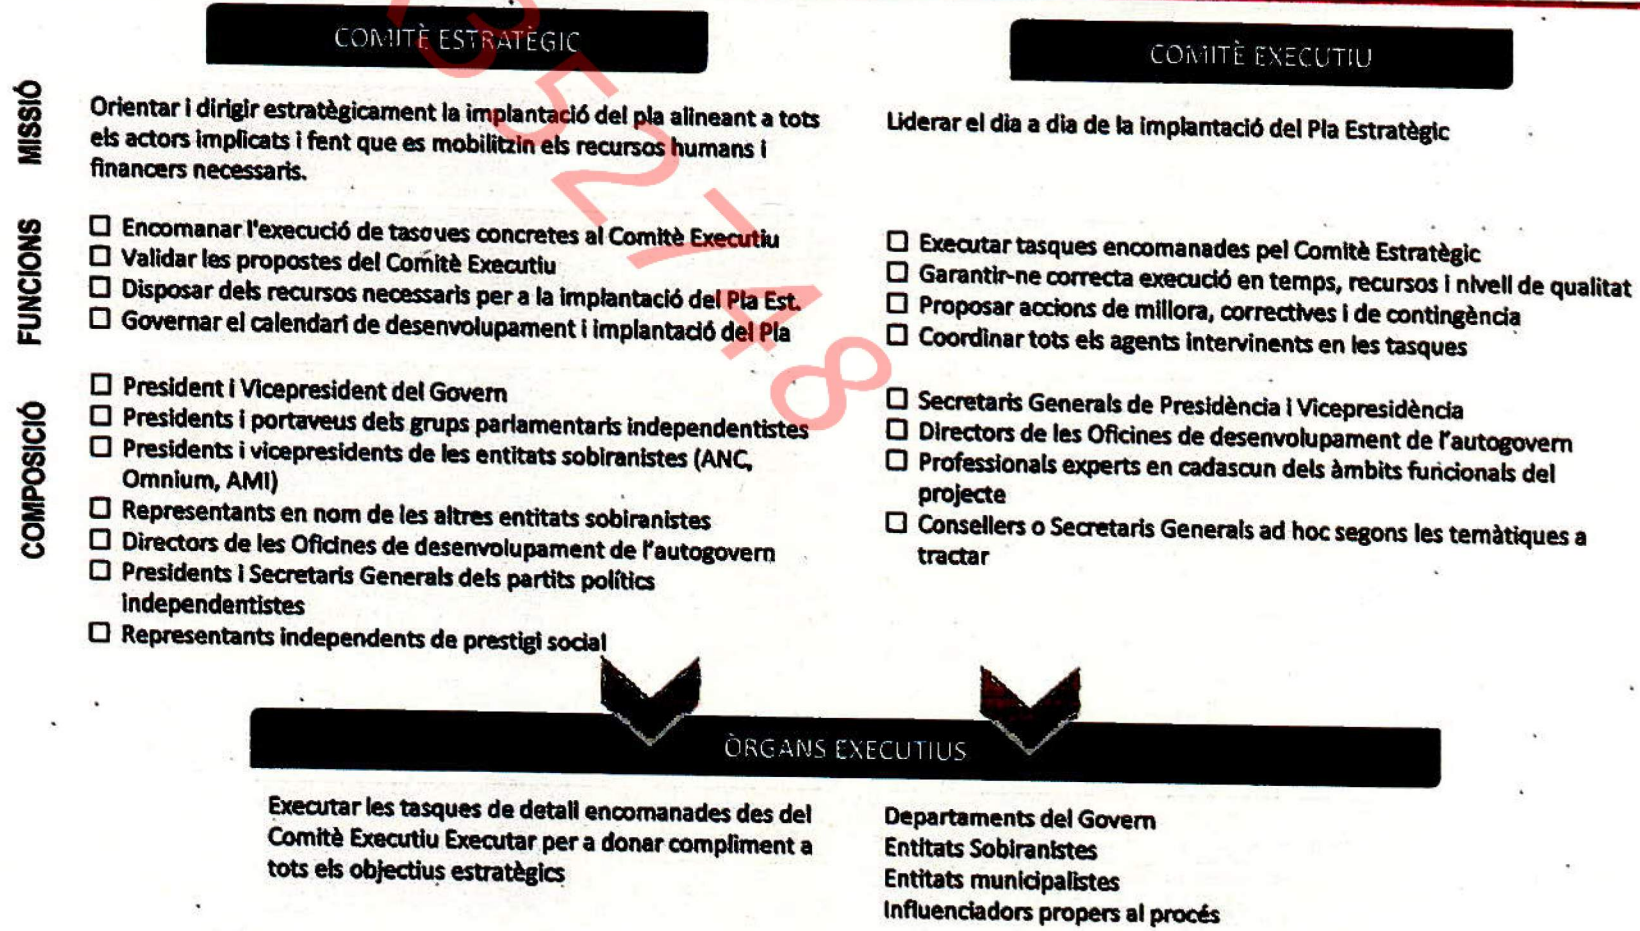 COMITÈ ESTRATÈGIC
COMITÈ EXECUTIU
MISSIÓ
Orientar i dirigir estratègicament la implantació del pla alineant a tots
els actors implicats i fent que es mobilitzin els recursos humans i
financers necessaris.
Liderar el dia a dia de la implantació del Pla Estratègic
FUNCIONS
☐ Encomanar l'execució de tasques concretes al Comitè Executiu
☐ Validar les propostes del Comitè Executiu
☐ Disposar dels recursos necessaris per a la implantació del Pla Est.
☐ Governar el calendari de desenvolupament i implantació del Pla
☐ Executar tasques encomanades pel Comitè Estratègic
☐ Garantir-ne correcta execució en temps, recursos i nivell de qualitat
☐ Proposar accions de millora, correctives i de contingència
☐ Coordinar tots els agents intervinents en les tasques
COMPOSICIÓ
☐ President i Vicepresident del Govern
☐ Presidents i portaveus dels grups parlamentaris independentistes
☐ Presidents i vicepresidents de les entitats sobiranistes (ANC,
Omnium, AMI)
☐ Representants en nom de les altres entitats sobiranistes
☐ Directors de les Oficines de desenvolupament de l'autogovern
☐ Presidents i Secretaris Generals dels partits polítics
independentistes
☐ Representants independents de prestigi social
☐ Secretaris Generals de Presidència i Vicepresidència
☐ Directors de les Oficines de desenvolupament de l'autogovern
☐ Professionals experts en cadascun dels àmbits funcionals del
projecte
☐ Consellers o Secretaris Generals ad hoc segons les temàtiques a
tractar
ÒRGANS EXECUTIUS
Executar les tasques de detall encomanades des del
Comitè Executiu Executar per a donar compliment a
tots els objectius estratègics
Departaments del Govern
Entitats Sobiranistes
Entitats municipalistes
Influenciadors propers al procés
52748